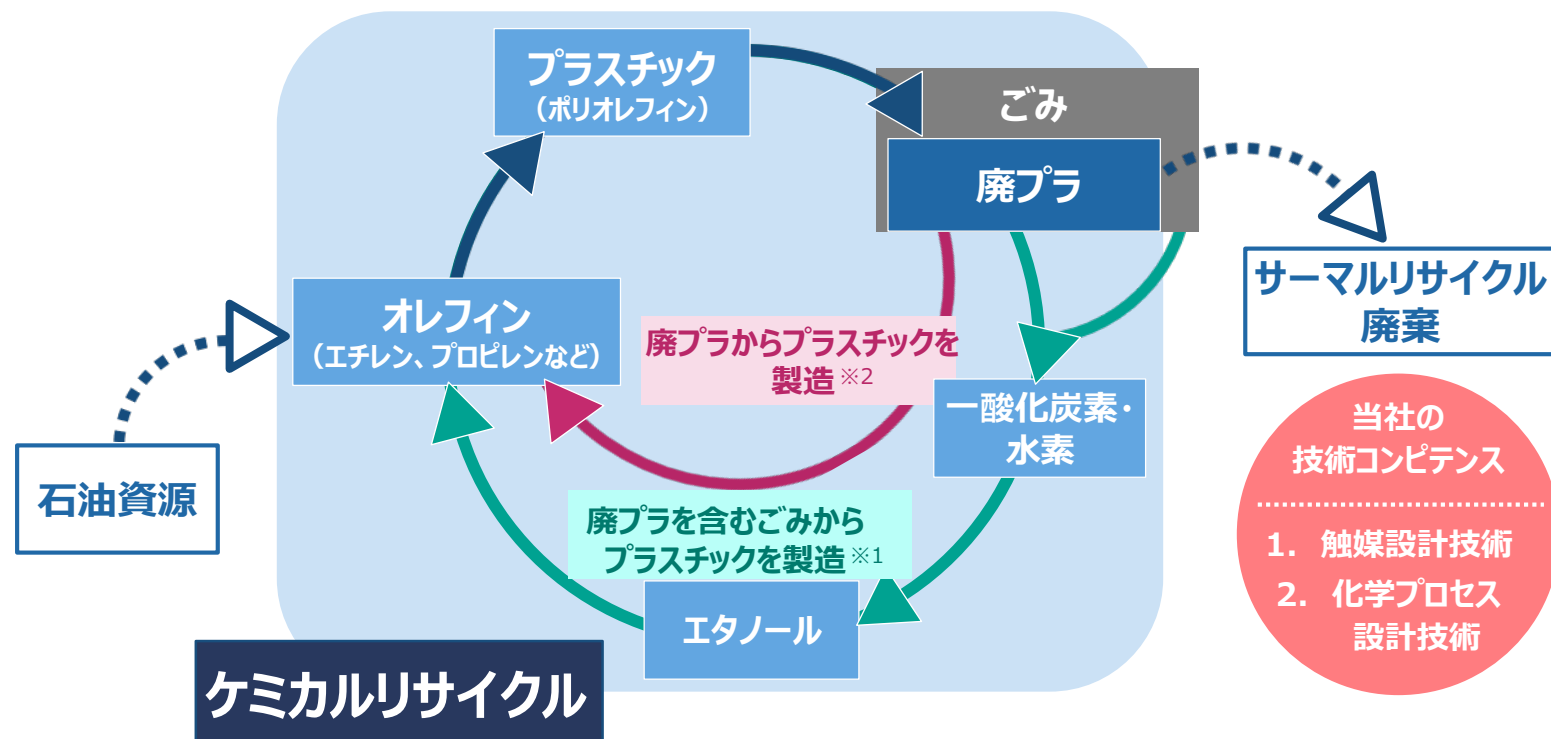 プラスチック
（ポリオレフィン）
ごみ
廃プラ
サーマルリサイクル
廃棄
オレフィン
（エチレン、プロピレンなど）
廃プラからプラスチックを
製造※2
一酸化炭素・
水素
石油資源
廃プラを含むごみから
プラスチックを製造※1
エタノール
ケミカルリサイクル
当社の
技術コンピテンス
1. 触媒設計技術
2. 化学プロセス
設計技術